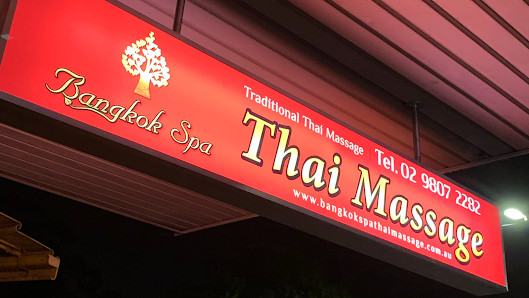 Bangkok Spa
Traditional Thai Massage
Tel. 02 9807 2282
Thai Massage
www.bangkokspathaimassage.com.au